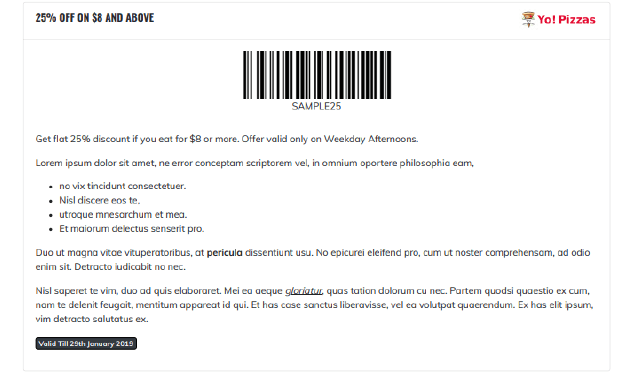 25% OFF ON $8 AND ABOVE
Yo! Pizzas
SAMPLE25
Get flat 25% discount if you eat for $8 or more. Offer valid only on Weekday Afternoons.
Lorem ipsum dolor sit amet, ne error conceptam scriptorem vel, in omnium oportere philosophia eam,
• no vix tincidunt consectetuer.
• Nisl discere eos te.
• utroque mnesarchum et mea.
• Et maiorum delectus senserit pro.
Duo ut magna vitae vituperatoribus, at pericula dissentiunt usu. No epicurei eleifend pro, cum ut noster comprehensam, ad odio
enim sit. Detracto iudicabit no nec.
Nisl saperet te vim, duo ad quis elaboraret. Mei ea aeque gloriatur, quas tation dolorum cu nec. Partem quodsi quaestio ex cum,
nam te delenit feugait, mentitum appareat id qui. Et has case sanctus liberavisse, vel ea volutpat quaerendum. Ex has elit ipsum,
vim detracto salutatus ex.
Valid Till 29th January 2019